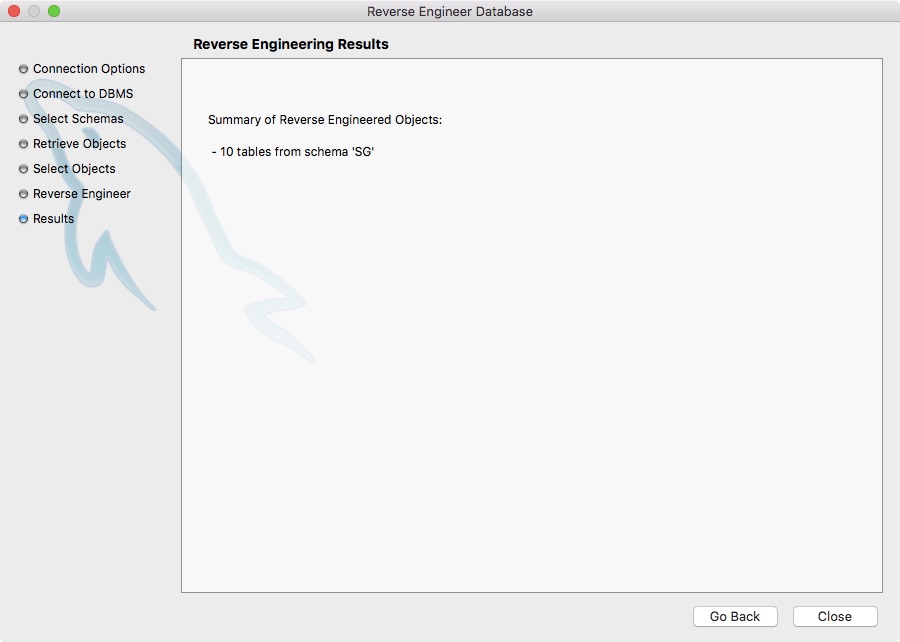 Reverse Engineer Database
Reverse Engineering Results
Connection Options
Connect to DBMS
Select Schemas
Retrieve Objects
Select Objects
Reverse Engineer
Results
Summary of Reverse Engineered Objects:
- 10 tables from schema 'SG'
Go Back
Close